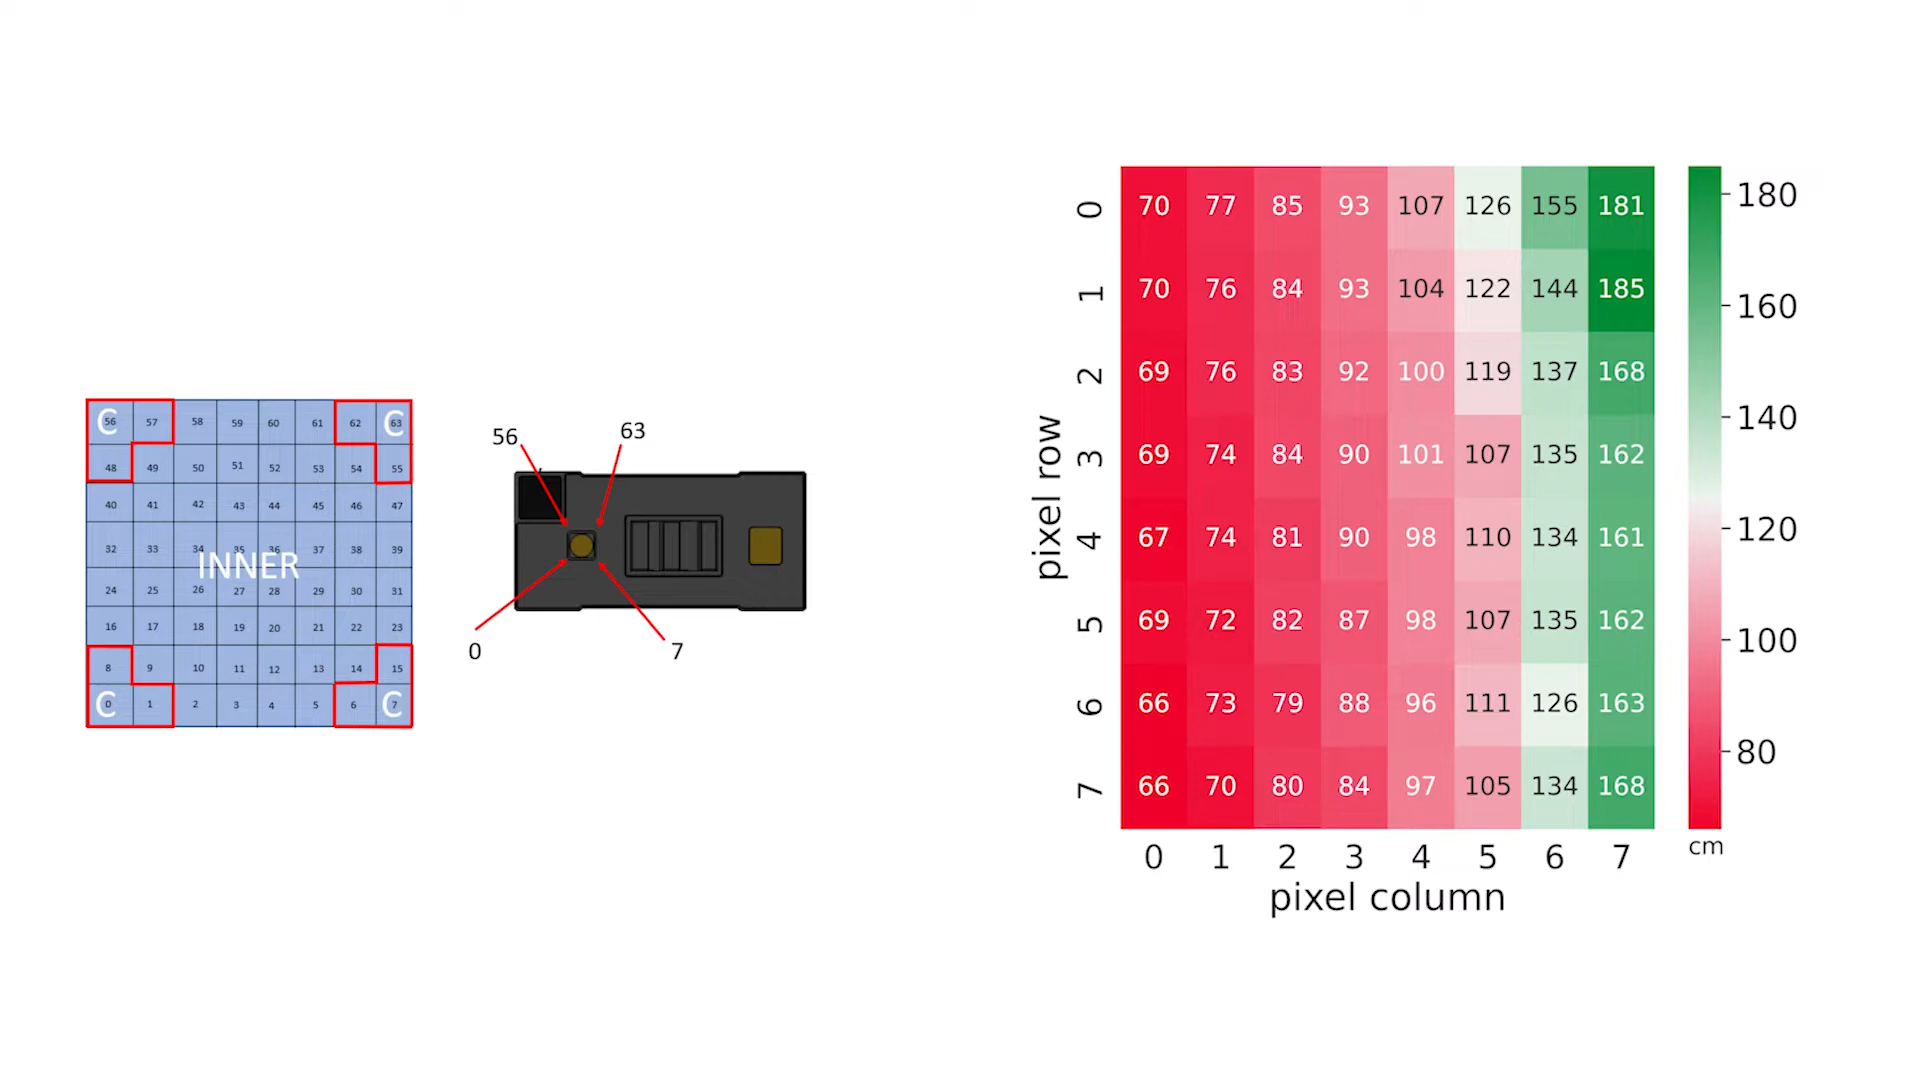 C 56 57 58 59 60 61 62 C 63
48 49 50 51 52 53 54 55
40 41 42 43 44 45 46 47
32 33 34 35 36 37 38 39
INNER
24 25 26 27 28 29 30 31
16 17 18 19 20 21 22 23
8 9 10 11 12 13 14 15
C 0 1 2 3 4 5 6 C 7
56 63
0 7
pixel row
0 70 77 85 93 107 126 155 181
1 70 76 84 93 104 122 144 185
2 69 76 83 92 100 119 137 168
3 69 74 84 90 101 107 135 162
4 67 74 81 90 98 110 134 161
5 69 72 82 87 98 107 135 162
6 66 73 79 88 96 111 126 163
7 66 70 80 84 97 105 134 168
0 1 2 3 4 5 6 7
pixel column
180
160
140
120
100
80
cm